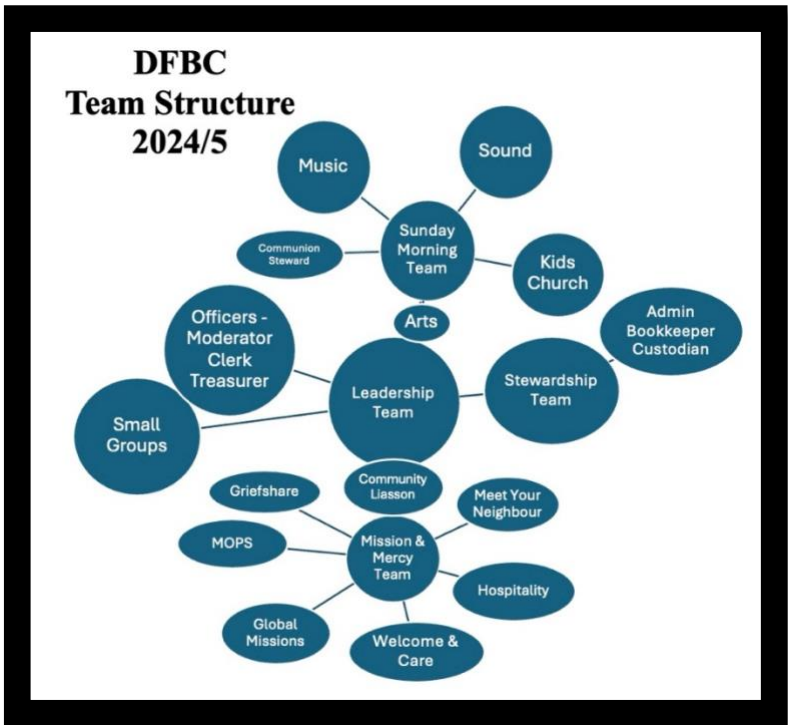 DFBC
Team Structure
2024/5
Music
Sound
Sunday
Morning
Team
Communion
Steward
Kids
Church
Arts
Officers -
Moderator
Clerk
Treasurer
Admin
Bookkeeper
Custodian
Leadership
Team
Stewardship
Team
Small
Groups
Community
Liasson
Griefshare
Meet Your
Neighbour
MOPS
Mission &
Mercy
Team
Hospitality
Global
Missions
Welcome &
Care